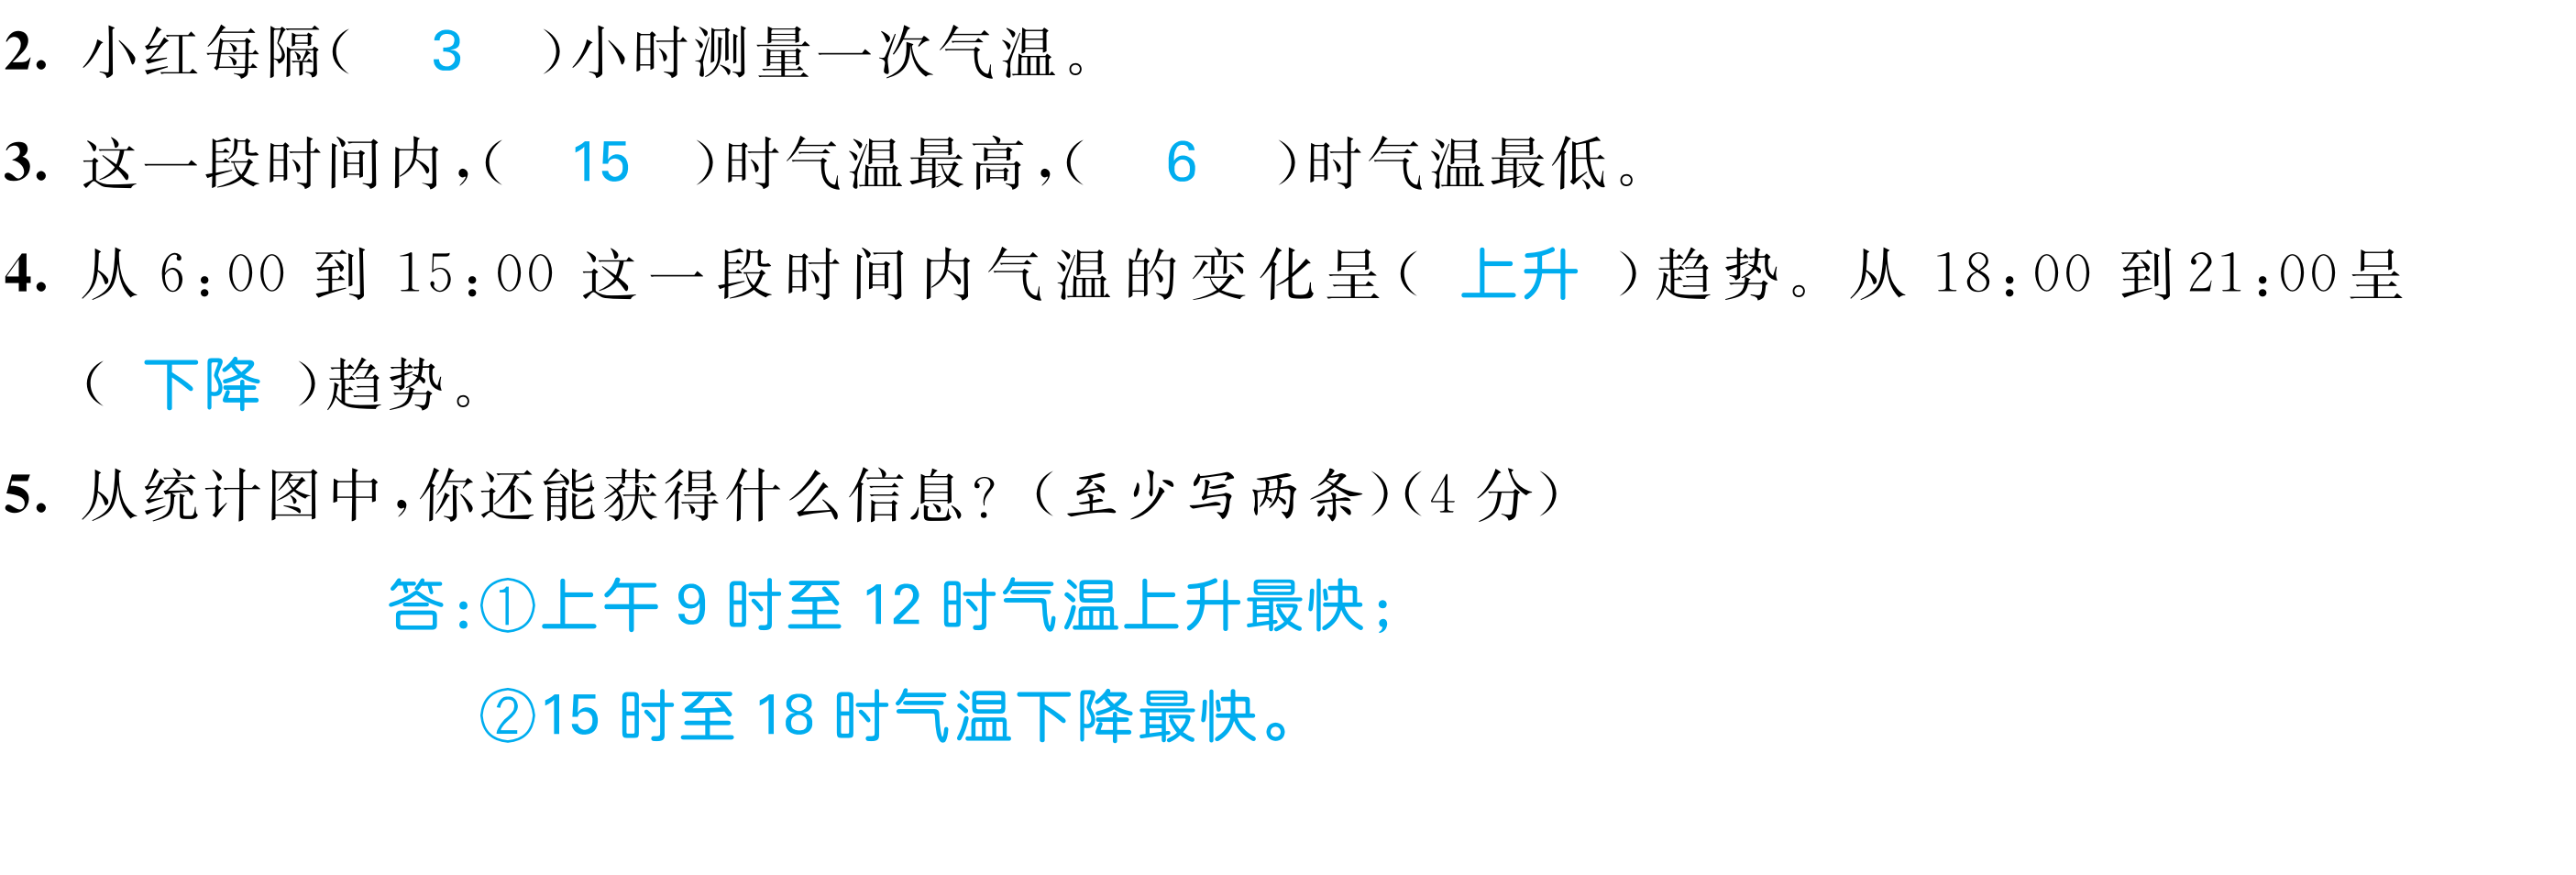 2. 小红每隔( 3 )小时测量一次气温。
3. 这一段时间内,( 15 )时气温最高,( 6 )时气温最低。
4. 从 6:00 到 15:00 这一段时间内气温的变化呈( 上升 )趋势。从 18:00 到21:00呈
( 下降 )趋势。
5. 从统计图中,你还能获得什么信息?(至少写两条)(4 分)
答:①上午 9 时至 12 时气温上升最快;
②15 时至 18 时气温下降最快。